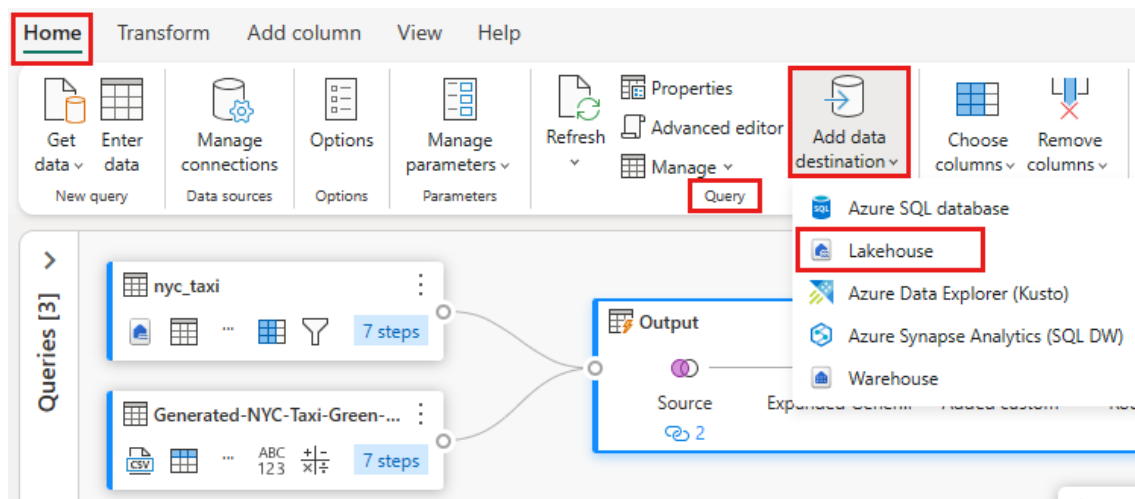 Home Transform Add column View Help
Get data
Enter data
New query
Manage connections
Data sources
Options
Options
Manage parameters
Parameters
Refresh
Properties
Advanced editor
Manage
Query
Add data destination
Choose columns
Remove columns
Azure SQL database
Lakehouse
Azure Data Explorer (Kusto)
Azure Synapse Analytics (SQL DW)
Warehouse
Queries [3]
nyc_taxi
7 steps
Generated-NYC-Taxi-Green-...
CSV
ABC
123
7 steps
Output
Source
2